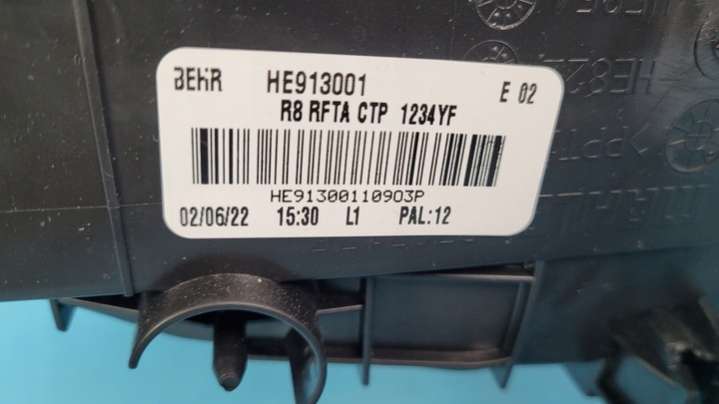 BEHR HE913001 E 02
R8 RFTA CTP 1234YF
HE91300110903P
02/06/22 15:30 L1 PAL:12